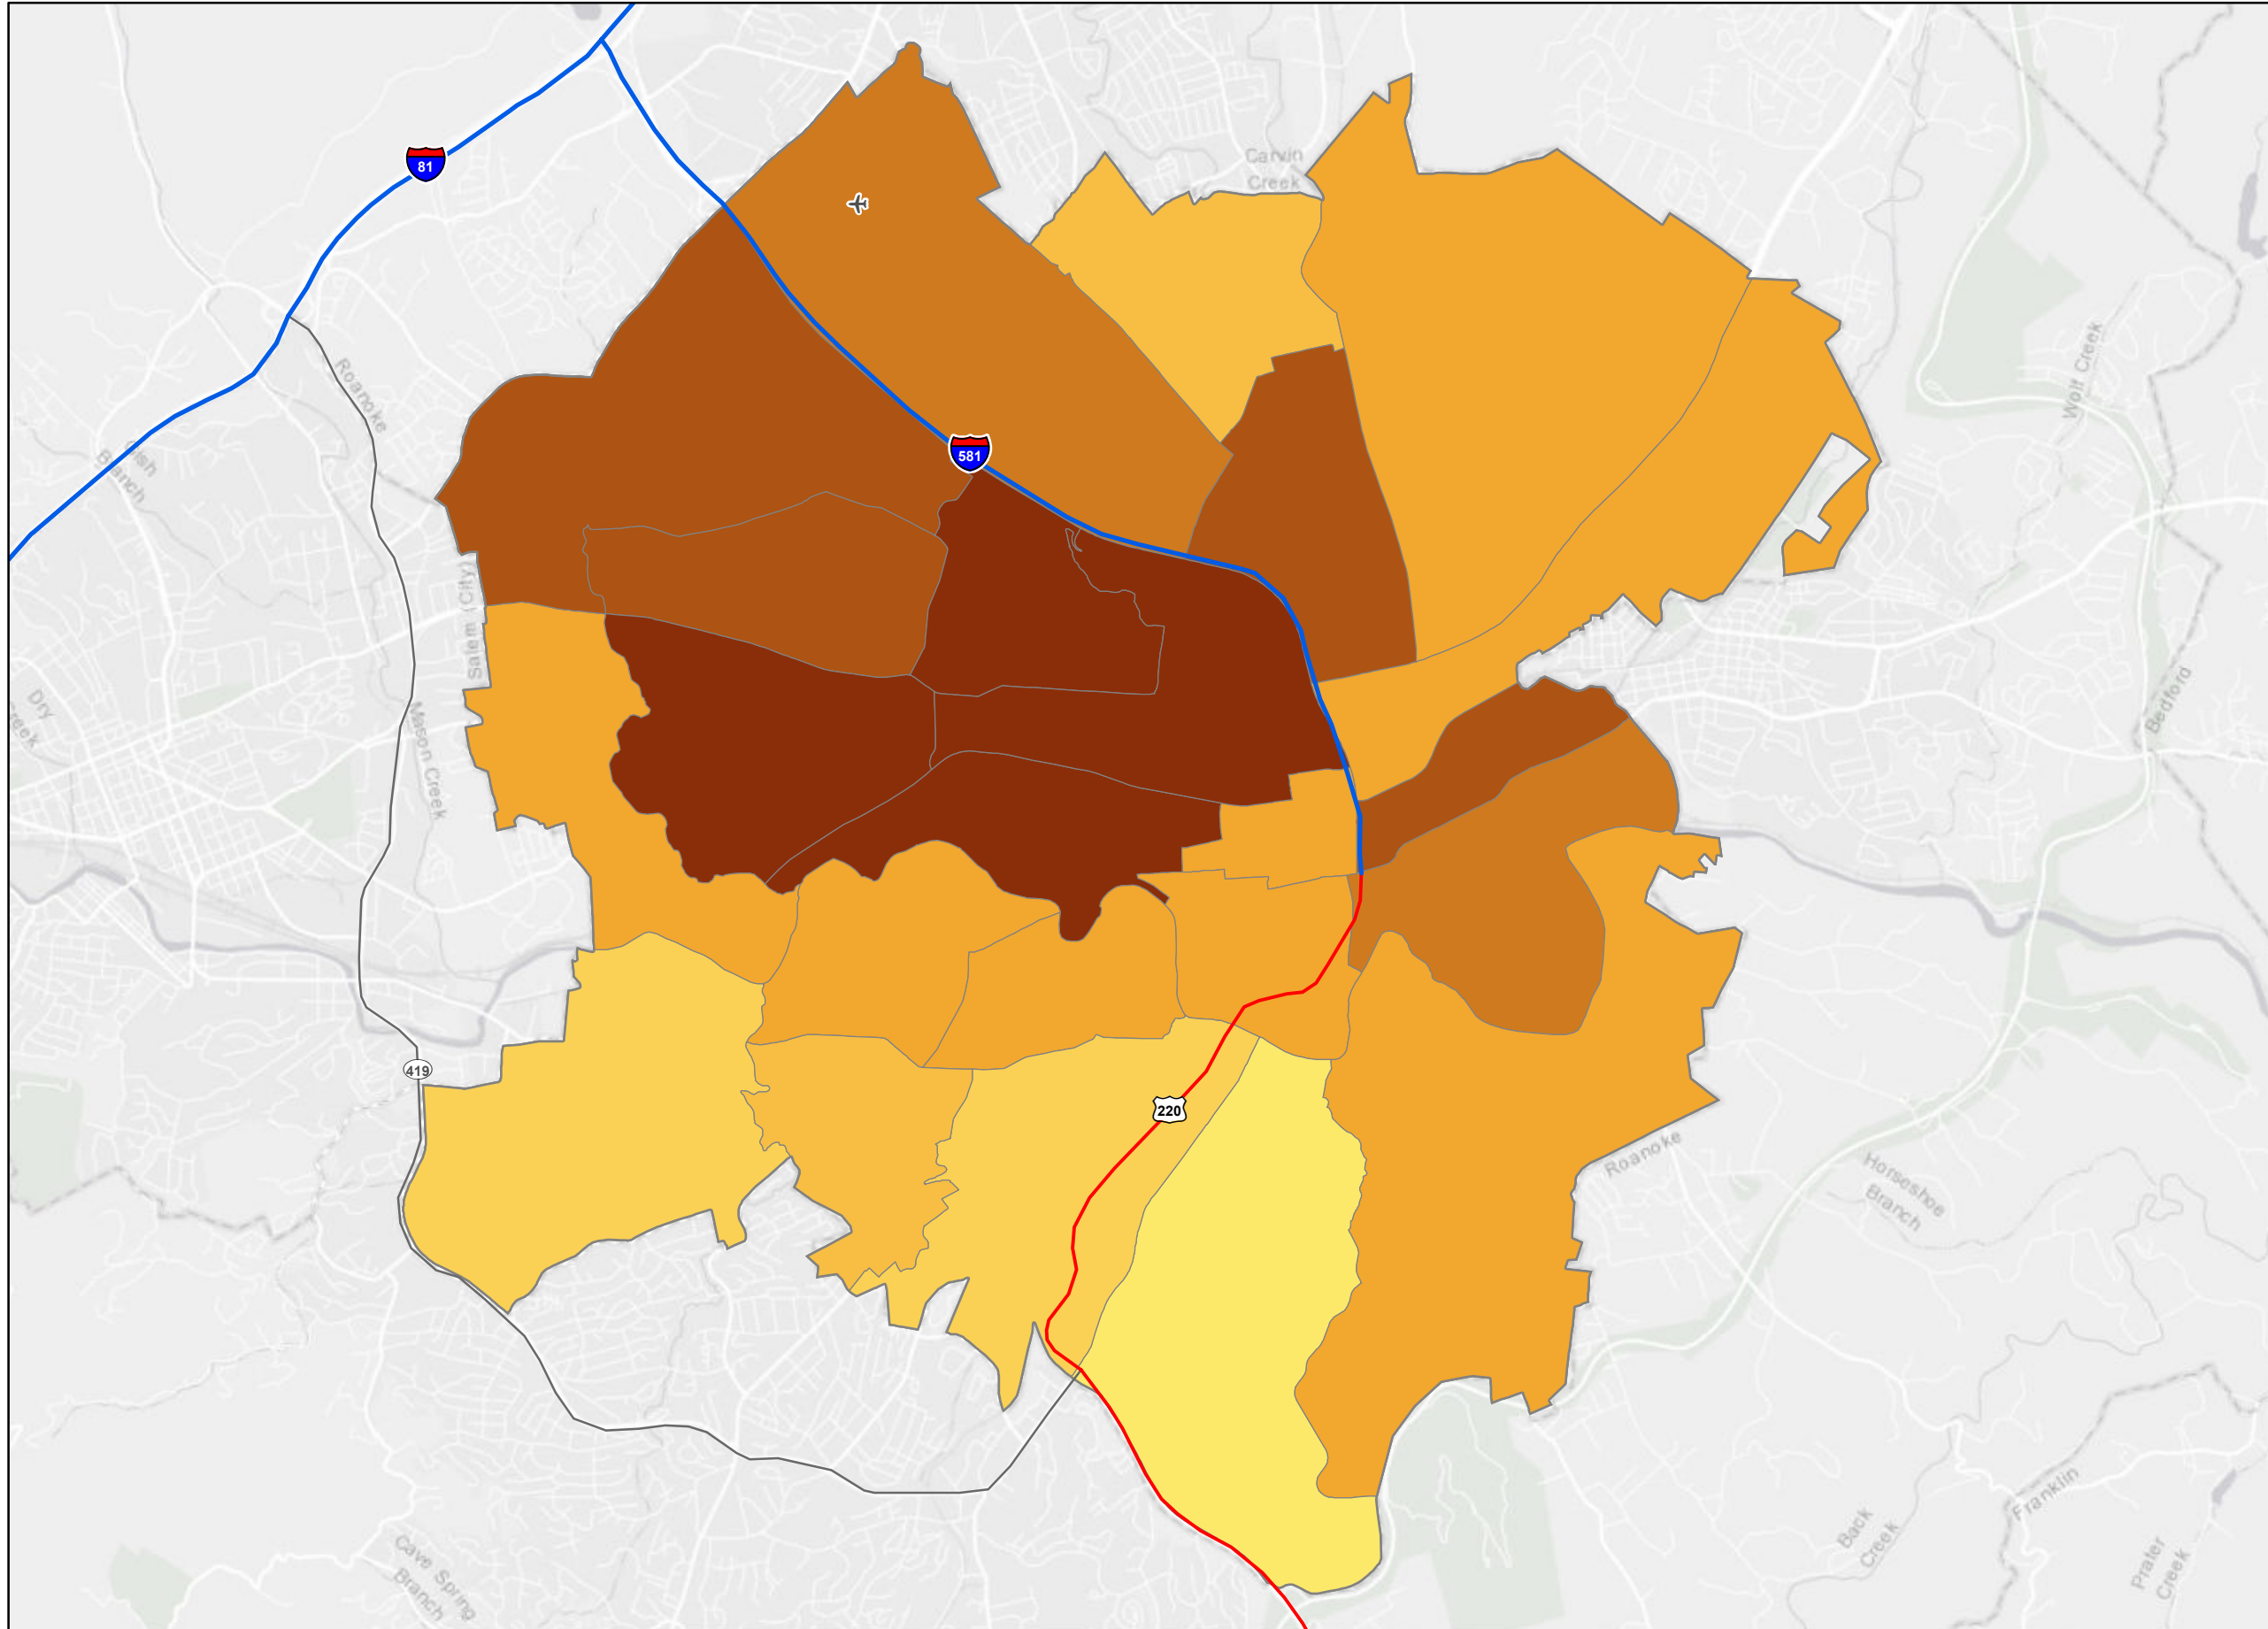 Carvin
Creek
81
Wolf Creek
Roanoke
581
Gish
Branch
Salem (City)
Bedford
Dry
Creek
Mason Creek
419
220
Roanoke
Horseshoe
Branch
Franklin
Back
Creek
Cave Spring
Branch
Prater
Creek